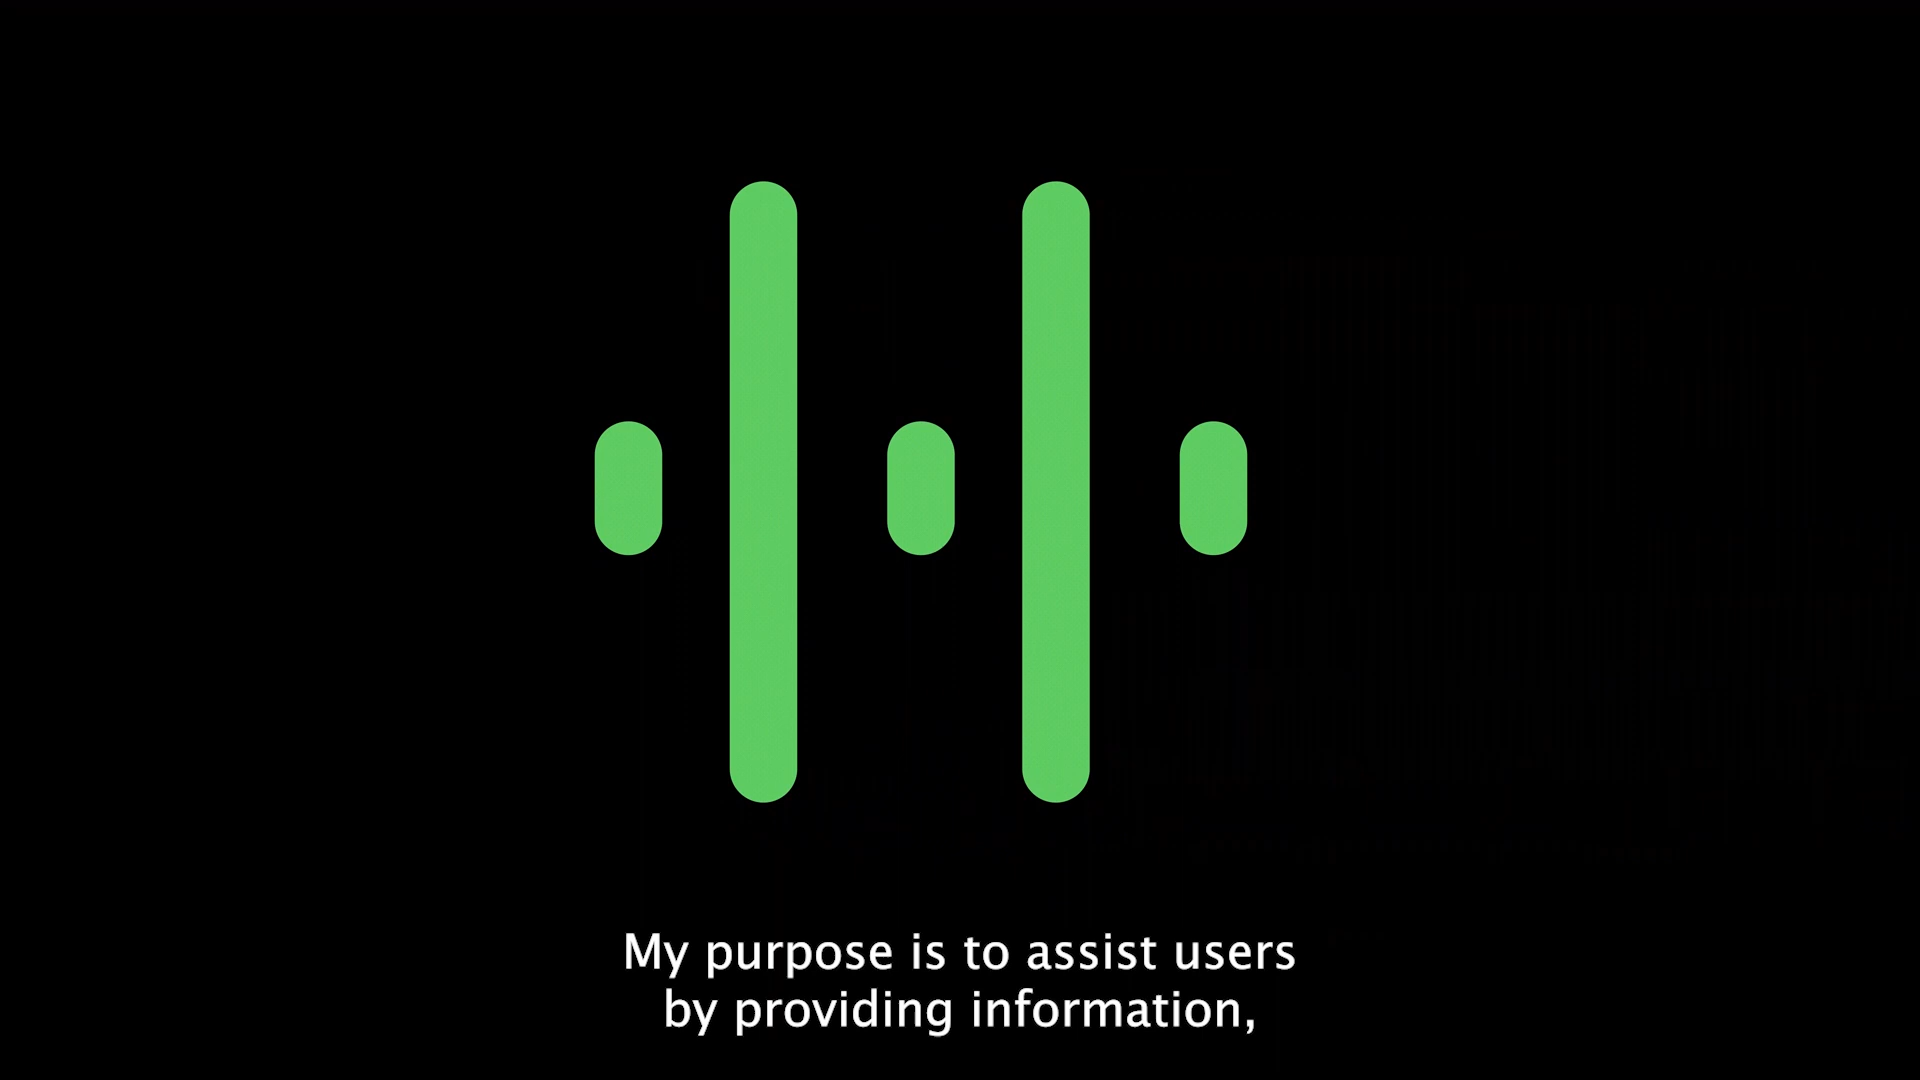 My purpose is to assist users
by providing information,